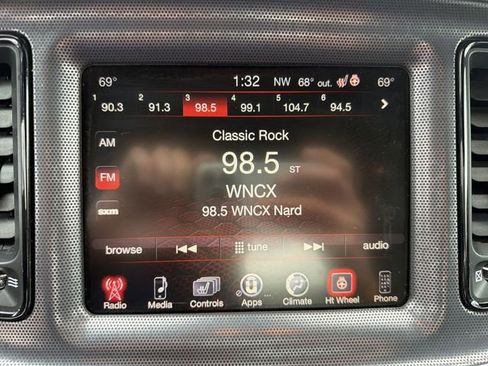 69° 1:32 NW 68° out. 69°
1 90.3 2 91.3 3 98.5 4 99.1 5 104.7 6 94.5
Classic Rock
AM
98.5 ST
FM
WNCX
sxm
98.5 WNCX Nard
browse tune audio
Radio Media Controls Apps Climate Ht Wheel Phone